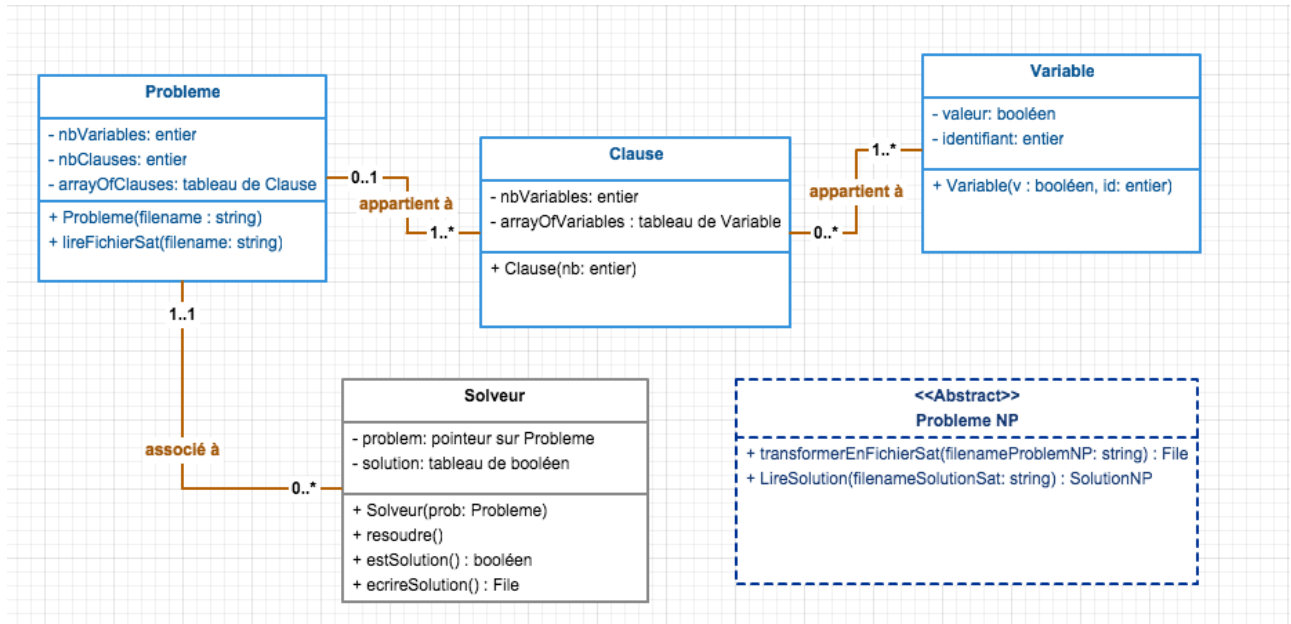 Probleme
- nbVariables: entier
- nbClauses: entier
- arrayOfClauses: tableau de Clause
+ Probleme(filename : string)
+ lireFichierSat(filename: string)
0..1
appartient à
1..*
Clause
- nbVariables: entier
- arrayOfVariables : tableau de Variable
+ Clause(nb: entier)
1..*
appartient à
0..*
Variable
- valeur: booléen
- identifiant: entier
+ Variable(v : booléen, id: entier)
1..1
associé à
0..*
Solveur
- problem: pointeur sur Probleme
- solution: tableau de booléen
+ Solveur(prob: Probleme)
+ resoudre()
+ estSolution() : booléen
+ ecrireSolution() : File
<<Abstract>>
Probleme NP
+ transformerEnFichierSat(filenameProblemNP: string) : File
+ LireSolution(filenameSolutionSat: string) : SolutionNP